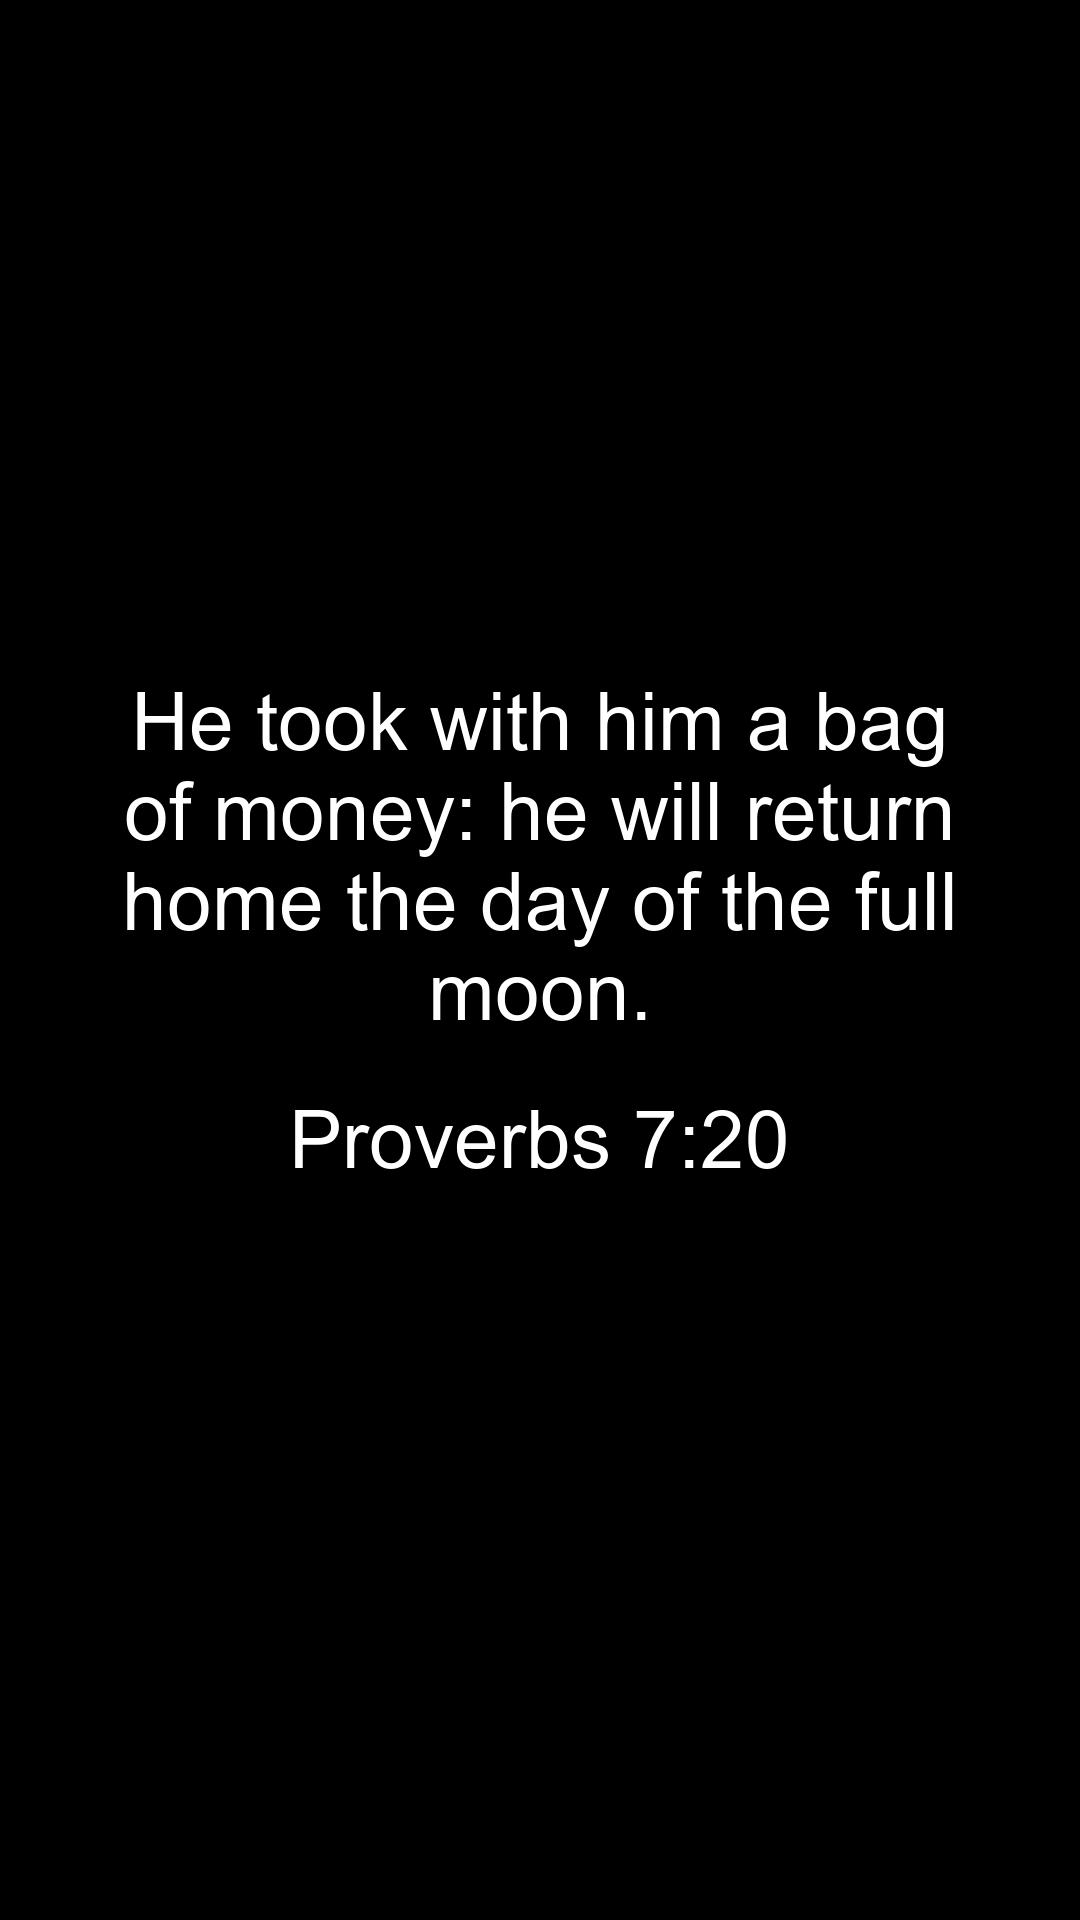 He took with him a bag
of money: he will return
home the day of the full
moon.
Proverbs 7:20